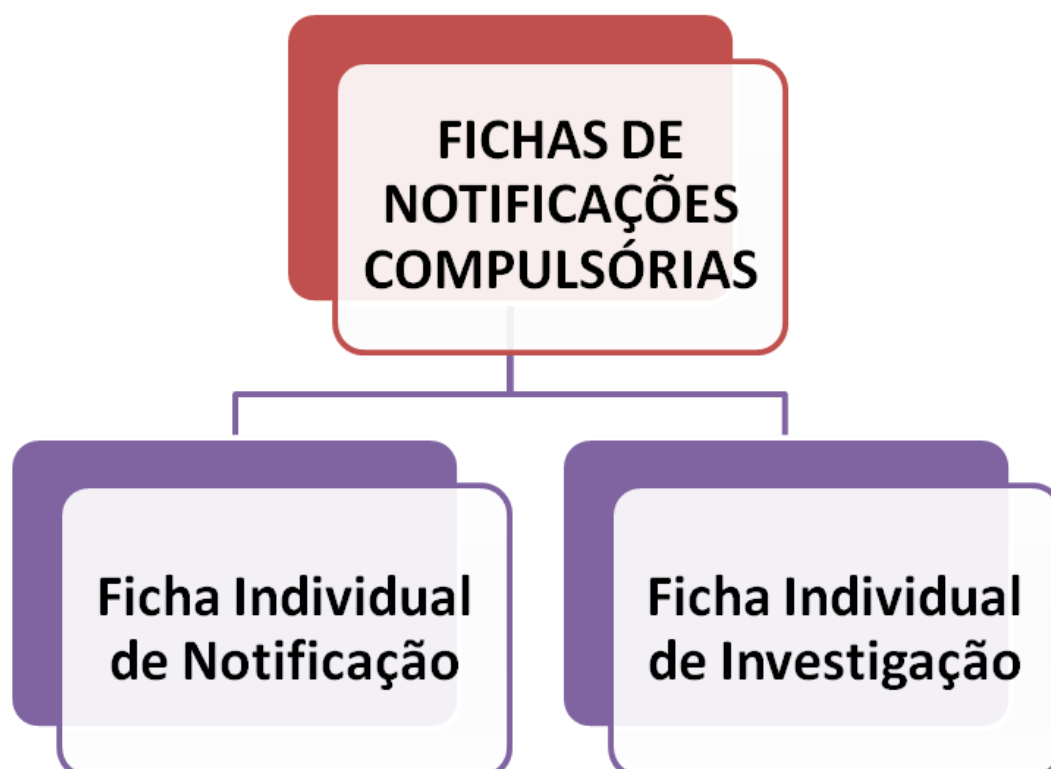 FICHAS DE
NOTIFICAÇÕES
COMPULSÓRIAS
Ficha Individual
de Notificação
Ficha Individual
de Investigação